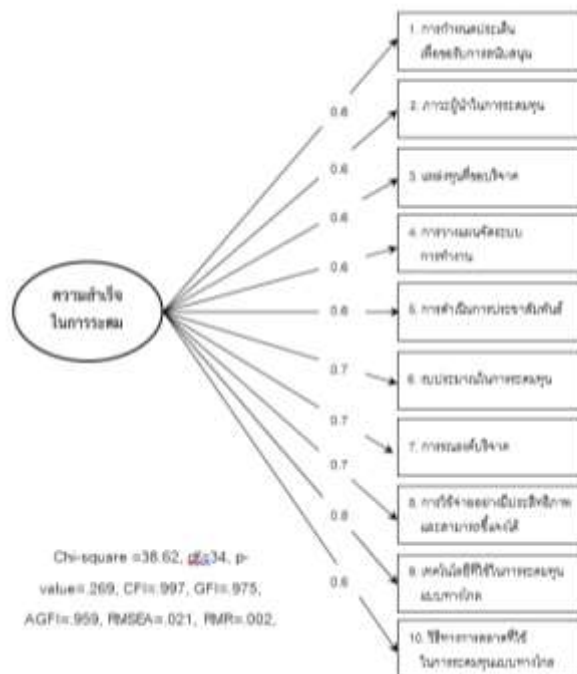 1. การกำหนดประเด็น
เพื่อขอรับการสนับสนุน
0.6
2. ภาวะผู้นำในการระดมทุน
0.6
3. แหล่งทุนที่ขอบริจาค
0.6
4. การวางแผนจัดระบบ
การทำงาน
0.6
ความสำเร็จ
ในการระดม
5. การดำเนินการประชาสัมพันธ์
0.6
6. งบประมาณในการระดมทุน
0.7
7. การรณรงค์บริจาค
0.7
8. การใช้จ่ายอย่างมีประสิทธิภาพ
และสามารถชี้แจงได้
0.7
9. เทคโนโลยีที่ใช้ในการระดมทุน
แบบทางไกล
10. วิธีทางการตลาดที่ใช้
ในการระดมทุนแบบทางไกล
0.6
Chi-square =38.62, df=34, p-
value=.269, CFI=.997, GFI=.975,
AGFI=.959, RMSEA=.021, RMR=.002,